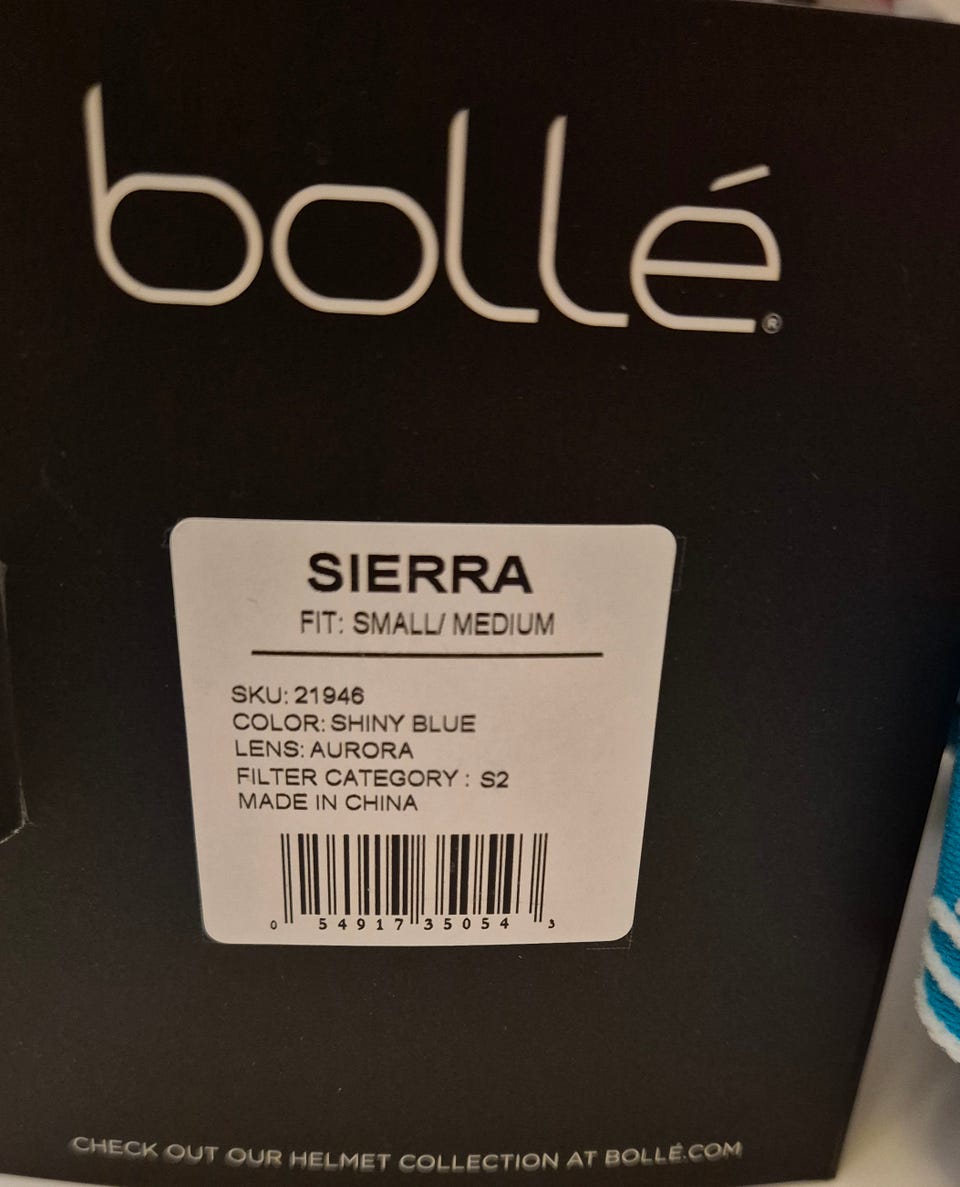 bollé®
SIERRA
FIT: SMALL/ MEDIUM
SKU: 21946
COLOR: SHINY BLUE
LENS: AURORA
FILTER CATEGORY : S2
MADE IN CHINA
0 54917 35054 3
CHECK OUT OUR HELMET COLLECTION AT BOLLÉ.COM